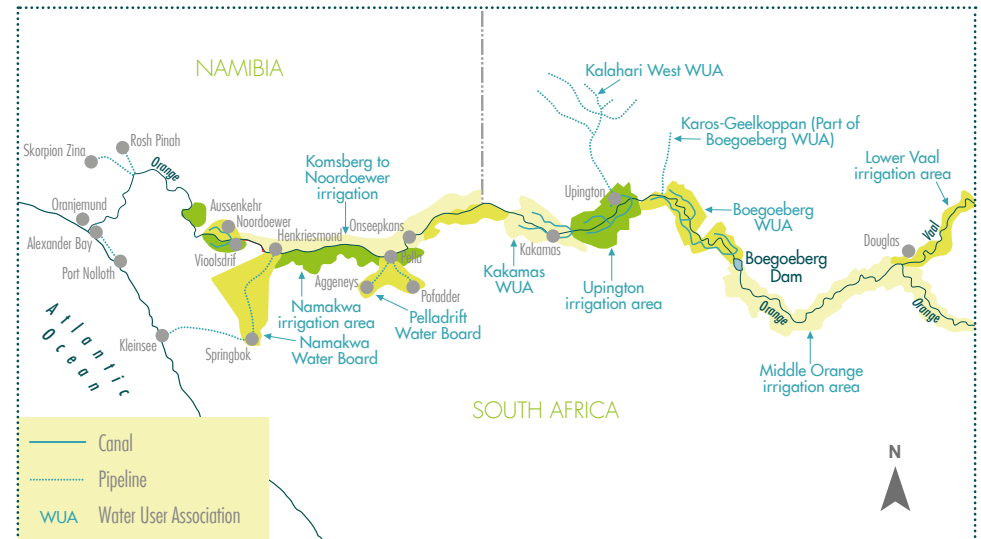 NAMIBIA
Kalahari West WUA
Karos-Geelkoppan (Part of
Boegoeberg WUA)
Lower Vaal
irrigation area
Skorpion Zina
Rosh Pinah
Orange
Komsberg to
Noordoewer
irrigation
Upington
Oranjemund
Aussenkehr
Noordoewer
Henkriesmond
Onseepkans
Boegoeberg
WUA
Vaal
Douglas
Alexander Bay
Vioolsdrif
Pella
Kakamas
Boegoeberg
Dam
Port Nolloth
Aggeneys
Pofadder
Kakamas
WUA
Upington
irrigation area
Namakwa
irrigation area
Pelladrift
Water Board
Orange
Orange
Atlantic
Ocean
Kleinsee
Springbok
Namakwa
Water Board
Middle Orange
irrigation area
SOUTH AFRICA
Canal
Pipeline
WUA Water User Association
N